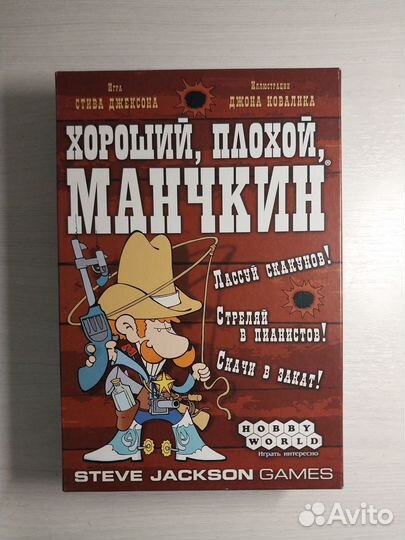 Игра
Стива Джексона
Иллюстрации
Джона Ковалика
ХОРОШИЙ, ПЛОХОЙ,
МАНЧКИН®
Лассуй скакунов!
Стреляй
в пианистов!
Скачи в закат!
HOBBY
WORLD
Играть интересно
STEVE JACKSON GAMES
Avito